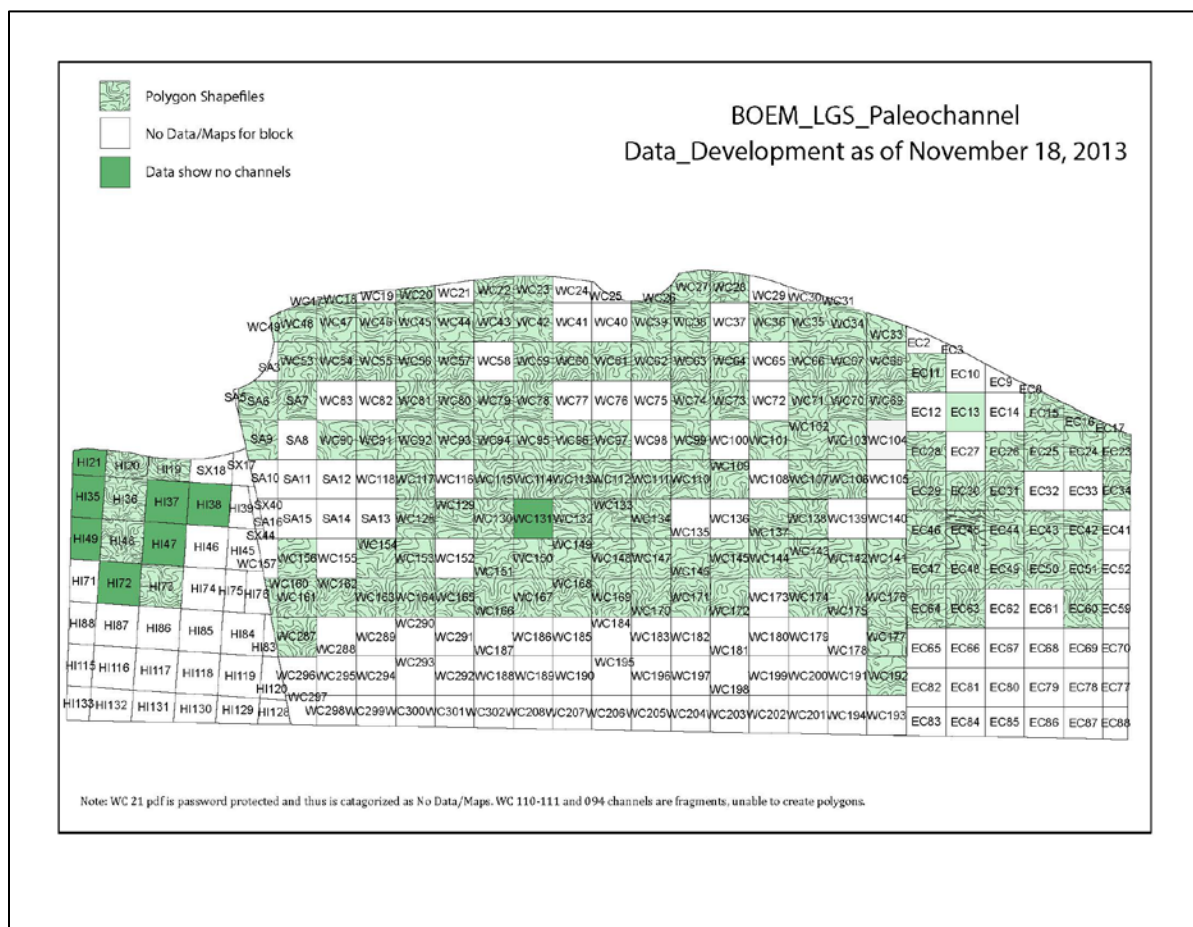 Polygon Shapefiles
No Data/Maps for block
Data show no channels
BOEM_LGS_Paleochannel
Data_Development as of November 18, 2013
WC18 WC19 WC20 WC21 WC22 WC23 WC24 WC25 WC26 WC27 WC28 WC29 WC30 WC31
WC49 WC48 WC47 WC46 WC45 WC44 WC43 WC42 WC41 WC40 WC39 WC38 WC37 WC36 WC35 WC34 WC33
EC2 EC3
SA3 WC53 WC54 WC55 WC56 WC57 WC58 WC59 WC60 WC61 WC62 WC63 WC64 WC65 WC66 WC67 WC68 EC11 EC10 EC9 EC8
SA5 SA6 SA7 WC83 WC82 WC81 WC80 WC79 WC78 WC77 WC76 WC75 WC74 WC73 WC72 WC71 WC70 WC69 EC12 EC13 EC14 EC15 EC16 EC17
SA9 SA8 WC90 WC91 WC92 WC93 WC94 WC95 WC96 WC97 WC98 WC99 WC100 WC101 WC102 WC103 WC104 EC28 EC27 EC26 EC25 EC24 EC23
HI21 HI20 HI19 SX18 SX17 SA10 SA11 SA12 WC118 WC117 WC116 WC115 WC114 WC113 WC112 WC111 WC110 WC109 WC108 WC107 WC106 WC105 EC29 EC30 EC31 EC32 EC33 EC34
HI35 HI36 HI37 HI38 HI39 SX40 SA16 SA15 SA14 SA13 WC128 WC129 WC130 WC131 WC132 WC133 WC134 WC135 WC136 WC137 WC138 WC139 WC140 EC46 EC45 EC44 EC43 EC42 EC41
HI49 HI48 HI47 HI46 HI45 SX44 WC157 WC156 WC155 WC154 WC153 WC152 WC151 WC150 WC149 WC148 WC147 WC146 WC145 WC144 WC143 WC142 WC141 EC47 EC48 EC49 EC50 EC51 EC52
HI71 HI72 HI73 HI74 HI75 HI76 WC160 WC161 WC162 WC163 WC164 WC165 WC166 WC167 WC168 WC169 WC170 WC171 WC172 WC173 WC174 WC175 WC176 EC64 EC63 EC62 EC61 EC60 EC59
HI88 HI87 HI86 HI85 HI84 HI83 WC287 WC288 WC289 WC290 WC291 WC187 WC186 WC185 WC184 WC183 WC182 WC181 WC180 WC179 WC178 WC177 EC65 EC66 EC67 EC68 EC69 EC70
HI115 HI116 HI117 HI118 HI119 HI120 WC296 WC295 WC294 WC293 WC292 WC188 WC189 WC190 WC195 WC196 WC197 WC198 WC199 WC200 WC191 WC192 EC82 EC81 EC80 EC79 EC78 EC77
HI133 HI132 HI131 HI130 HI129 HI128 WC297 WC298 WC299 WC300 WC301 WC302 WC208 WC207 WC206 WC205 WC204 WC203 WC202 WC201 WC194 WC193 EC83 EC84 EC85 EC86 EC87 EC88
Note: WC 21 pdf is password protected and thus is catagorized as No Data/Maps. WC 110-111 and 094 channels are fragments, unable to create polygons.